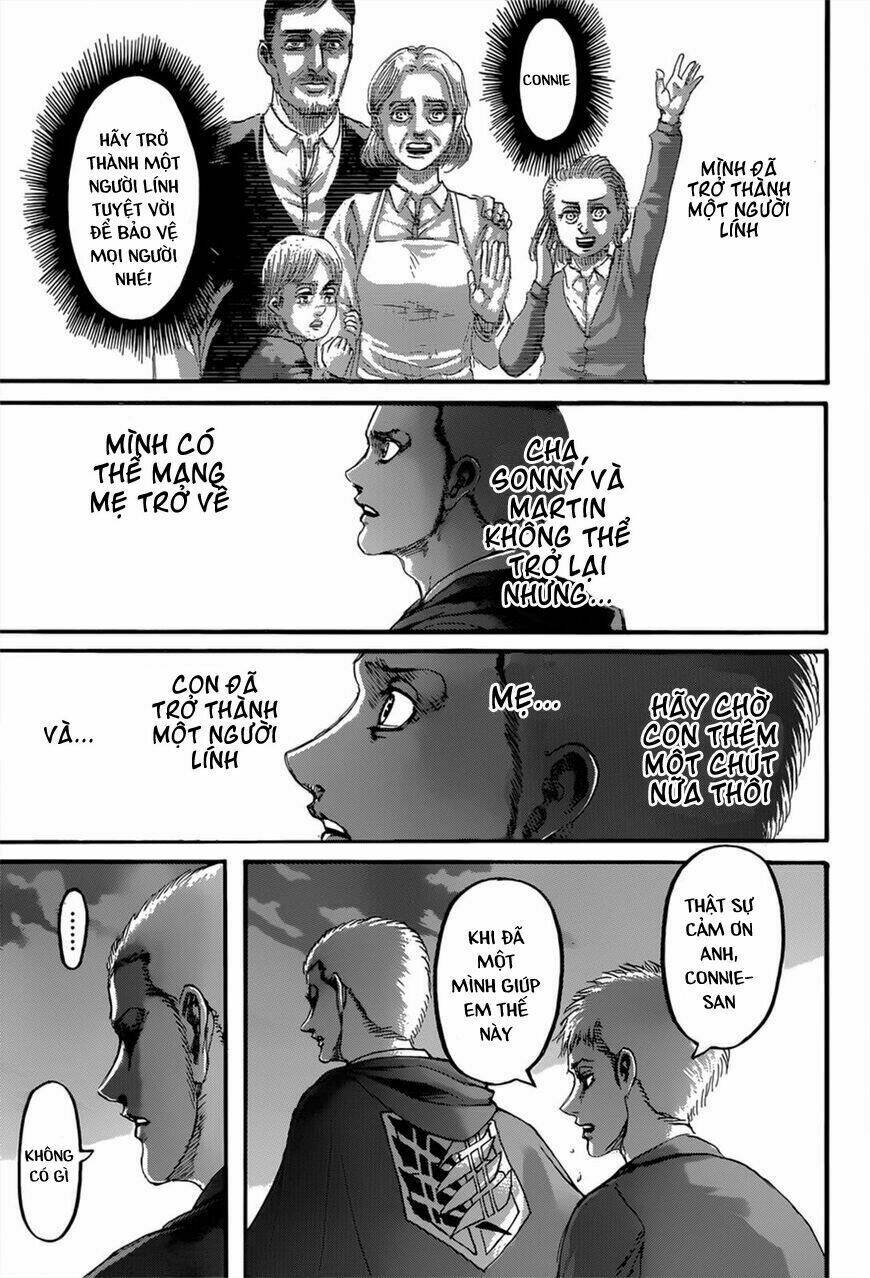 MÌNH ĐÃ
TRỞ THÀNH
MỘT NGƯỜI
LÍNH
CONNIE
HÃY TRỞ
THÀNH MỘT
NGƯỜI LÍNH
TUYỆT VỜI
ĐỂ BẢO VỆ
MỌI NGƯỜI
NHÉ!
CHA,
SONNY VÀ
MARTIN
KHÔNG THỂ
TRỞ LẠI
NHƯNG...
MÌNH CÓ
THỂ MANG
MẸ TRỞ VỀ
HÃY CHỜ
CON THÊM
MỘT CHÚT
NỮA THÔI
MẸ...
CON ĐÃ
TRỞ THÀNH
MỘT NGƯỜI
LÍNH
VÀ...
THẬT SỰ
CẢM ƠN
ANH,
CONNIE-
SAN
KHI ĐÃ
MỘT
MÌNH GIÚP
EM THẾ
NÀY
......
KHÔNG
CÓ GÌ